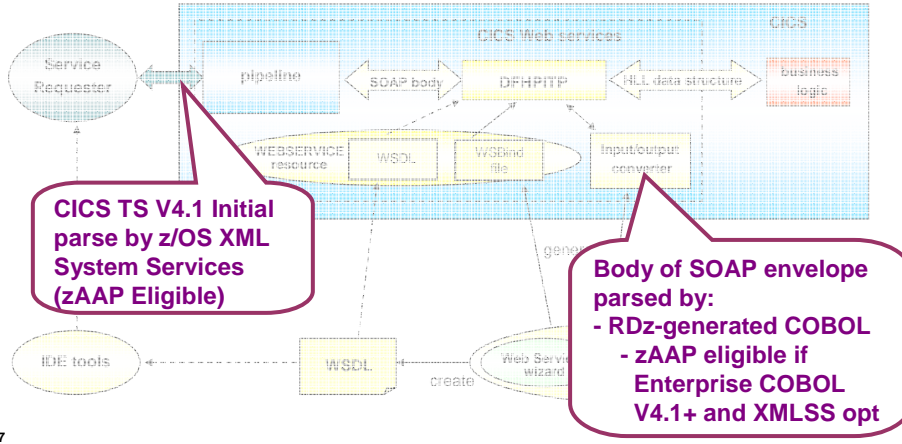 CICS
CICS Web services
Service
Requester
pipeline
SOAP body
DFHPITP
HLL data structure
business
logic
WEBSERVICE
resource
WSDL
WSBind
file
Input/output
converter
CICS TS V4.1 Initial
parse by z/OS XML
System Services
(zAAP Eligible)
Body of SOAP envelope
parsed by:
- RDz-generated COBOL
- zAAP eligible if
Enterprise COBOL
V4.1+ and XMLSS opt
IDE tools
WSDL
create
wizard
7